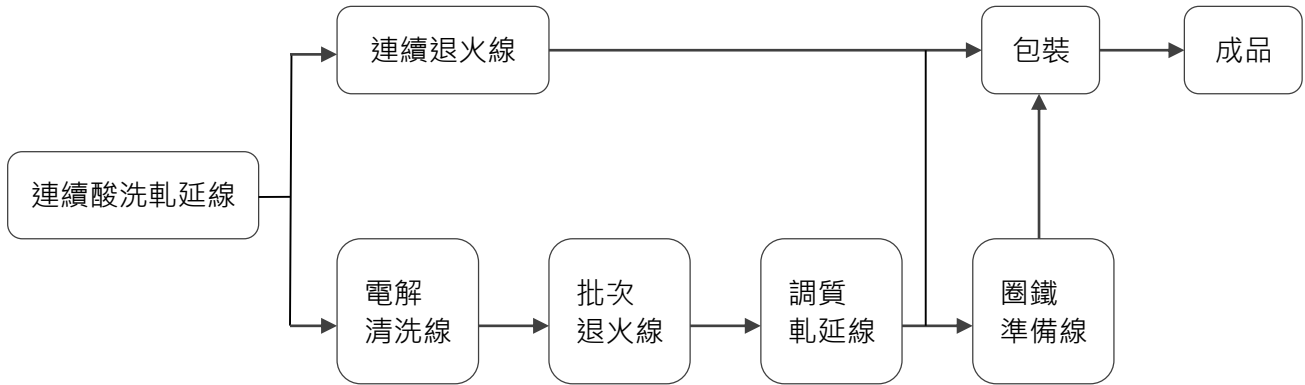 連續退火線
包裝
成品
連續酸洗軋延線
電解
清洗線
批次
退火線
調質
軋延線
圈鐵
準備線